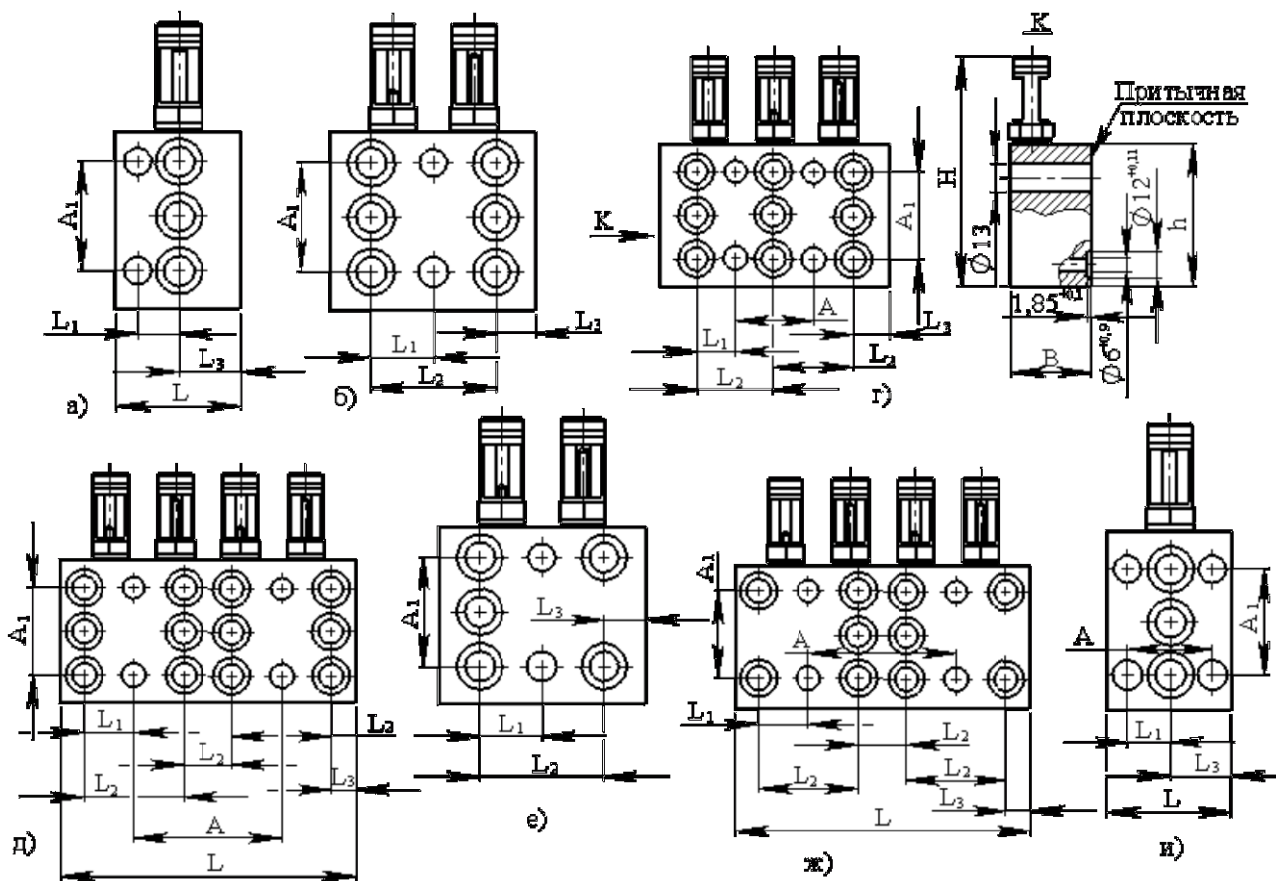 К
Притычная
плоскость
A₁
A₁
A₁
H
К
Ø13
h
Ø12⁺⁰,¹¹
1,85⁺⁰,¹
Ø6⁺⁰,⁹
B
L₁
L₃
L
а)
L₁
L₂
L₃
б)
A
L₁
L₂
L₂
L₃
г)
A₁
L₁
L₂
L₂
L₃
L₃
A
L
д)
A₁
L₃
L₁
L₂
е)
A₁
A
L₁
L₂
L₂
L₂
L₃
L
ж)
A₁
A
L₁
L₃
L
и)